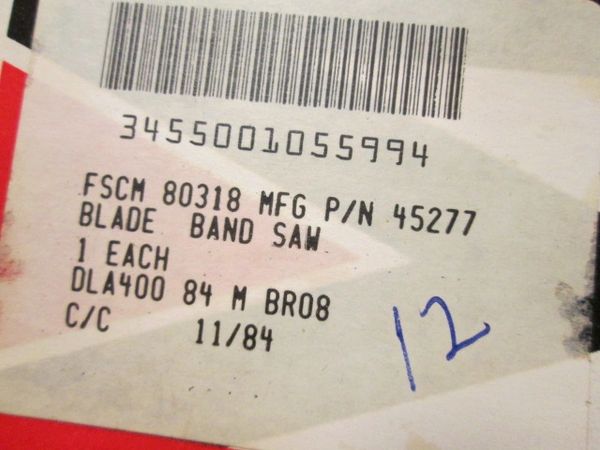 3455001055994
FSCM 80318 MFG P/N 45277
BLADE BAND SAW
1 EACH
DLA400 84 M BR08
C/C 11/84
12